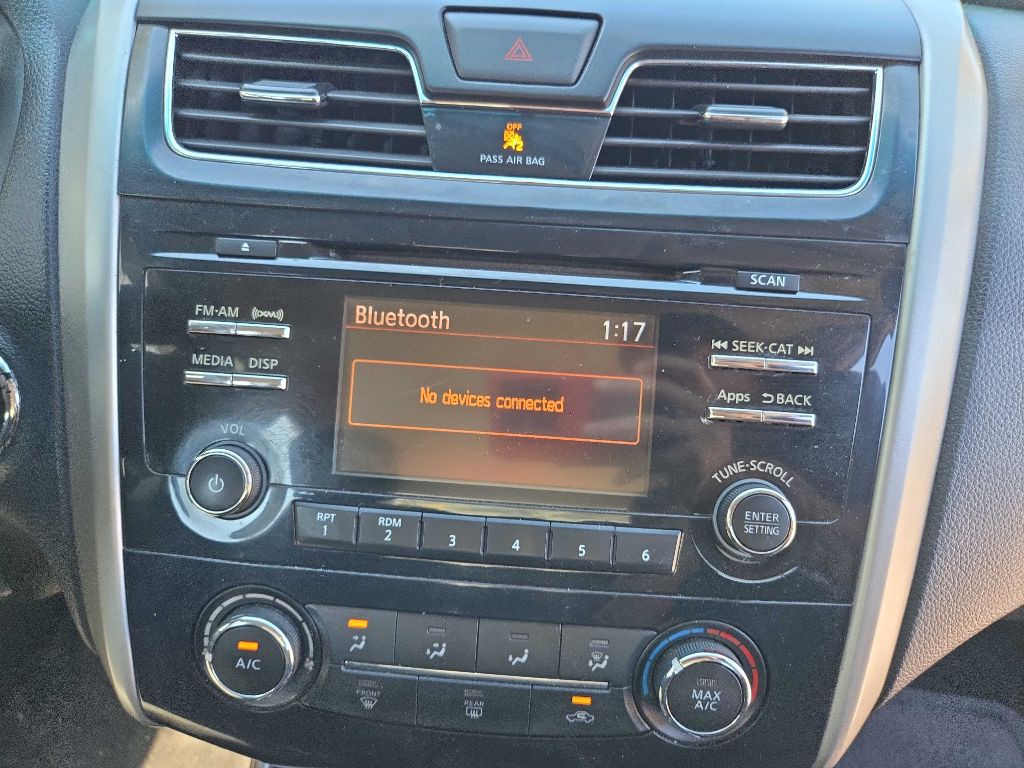 OFF
PASS AIR BAG
SCAN
FM·AM
((XM))
MEDIA
DISP
VOL
Bluetooth
1:17
No devices connected
SEEK·CAT
Apps
BACK
TUNE·SCROLL
ENTER
SETTING
RPT
1
RDM
2
3
4
5
6
A/C
FRONT
REAR
MAX
A/C